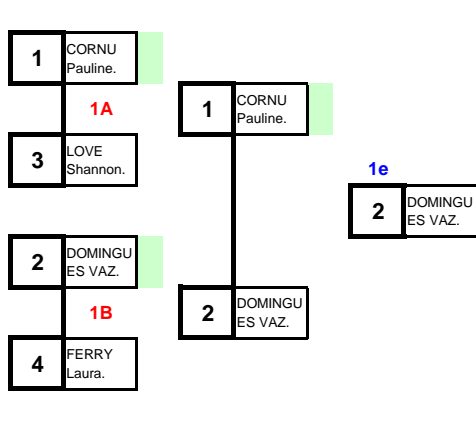 1
CORNU
Pauline.
1A
3
LOVE
Shannon.
2
DOMINGU
ES VAZ.
1B
4
FERRY
Laura.
1
CORNU
Pauline.
2
DOMINGU
ES VAZ.
1e
2
DOMINGU
ES VAZ.